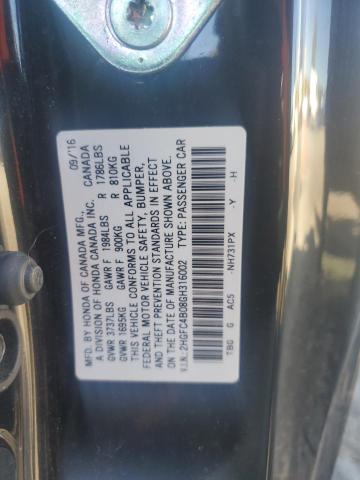 MFD. BY HONDA OF CANADA MFG., 09/16
A DIVISION OF HONDA CANADA INC. CANADA
GVWR 3737LBS GAWR F 1984LBS R 1786LBS
GVWR 1695KG GAWR F 900KG R 810KG
THIS VEHICLE CONFORMS TO ALL APPLICABLE
FEDERAL MOTOR VEHICLE SAFETY, BUMPER,
AND THEFT PREVENTION STANDARDS IN EFFECT
ON THE DATE OF MANUFACTURE SHOWN ABOVE.
V.I.N.:2HGFC4B08GH316002 TYPE:PASSENGER CAR
TBG G AC5 -NH731PX -Y -H